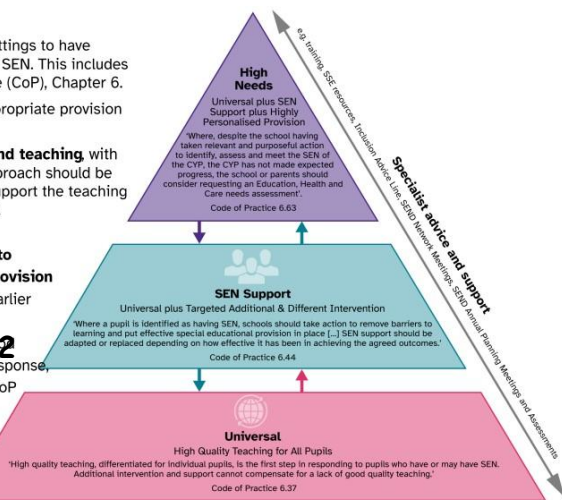 ttings to have
SEN. This includes
e (CoP), Chapter 6.
propriate provision
nd teaching, with
proach should be
upport the teaching
to
ovision
arlier
2
sponse,
oP
High
Needs
Universal plus SEN
Support plus Highly
Personalised Provision
'Where, despite the school having
taken relevant and purposeful action
to identify, assess and meet the SEN of
the CYP, the CYP has not made expected
progress, the school or parents should
consider requesting an Education, Health and
Care needs assessment'.
Code of Practice 6.63
SEN Support
Universal plus Targeted Additional & Different Intervention
'Where a pupil is identified as having SEN, schools should take action to remove barriers to
learning and put effective special educational provision in place [...] SEN support should be
adapted or replaced depending on how effective it has been in achieving the agreed outcomes.'
Code of Practice 6.44
Universal
High Quality Teaching for All Pupils
'High quality teaching, differentiated for individual pupils, is the first step in responding to pupils who have or may have SEN.
Additional intervention and support cannot compensate for a lack of good quality teaching.'
Code of Practice 6.37
Specialist advice and support
e.g. training, SSE resources, Inclusion Advice Line, SEND Network Meetings, SEND Annual Planning Meetings and Assessments